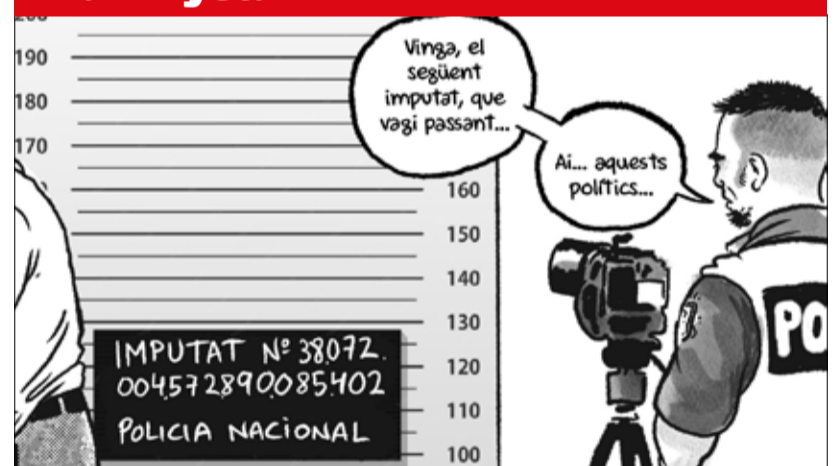 Vinga, el
següent
imputat, que
vagi passant...
Ai... aquests
polítics...
190
180
170
160
150
140
130
120
110
100
IMPUTAT Nº 38072.
004572890085402
POLICIA NACIONAL
PO